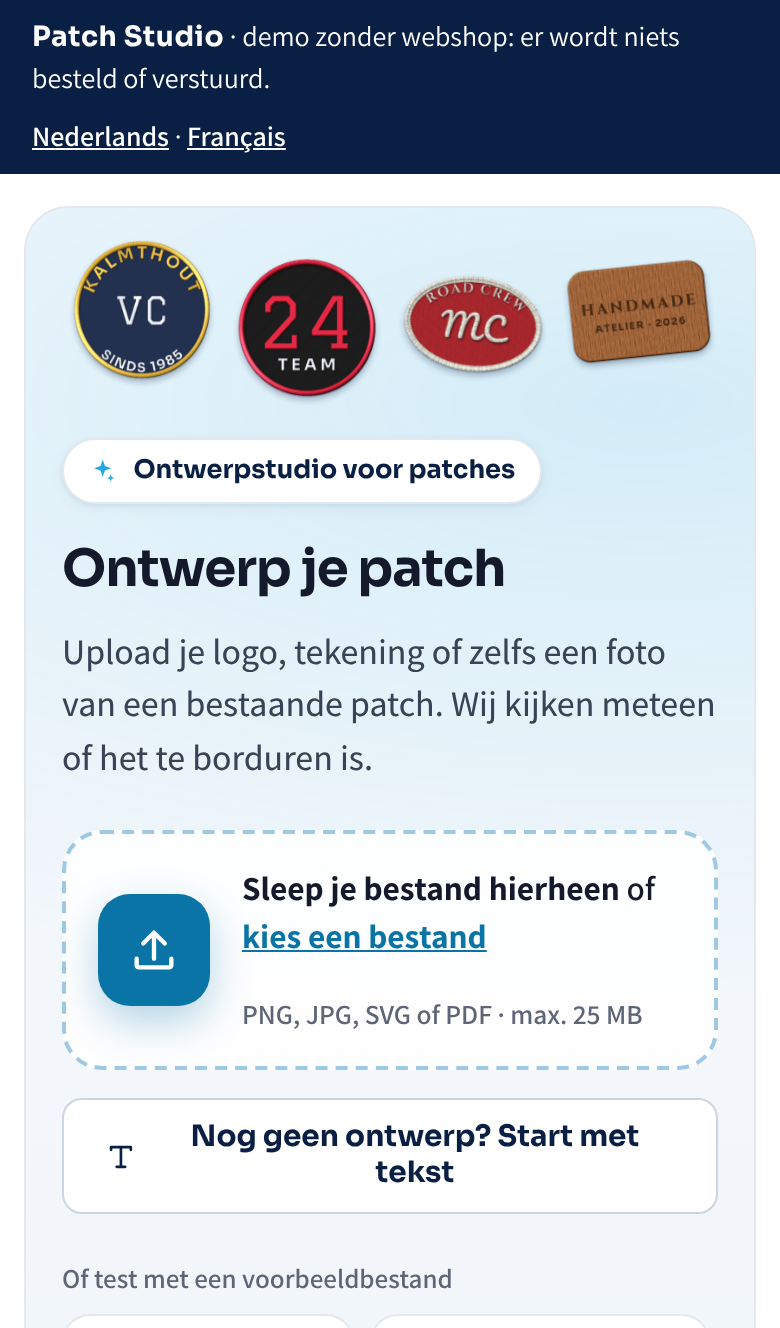 Patch Studio · demo zonder webshop: er wordt niets
besteld of verstuurd.
Nederlands · Français
KALMTHOUT
VC
SINDS 1985
24
TEAM
ROAD CREW
mc
HANDMADE
ATELIER · 2026
Ontwerpstudio voor patches
Ontwerp je patch
Upload je logo, tekening of zelfs een foto
van een bestaande patch. Wij kijken meteen
of het te borduren is.
Sleep je bestand hierheen of
kies een bestand
PNG, JPG, SVG of PDF · max. 25 MB
Nog geen ontwerp? Start met
tekst
Of test met een voorbeeldbestand